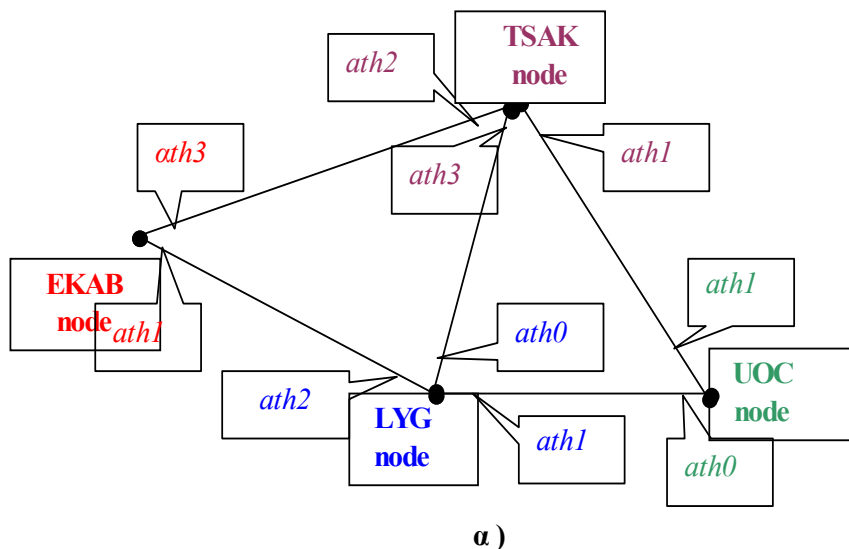 TSAK
node
ath2
αth3
ath3
ath1
EKAB
node
ath1
ath0
ath1
ath2
LYG
node
ath1
UOC
node
ath0
α )